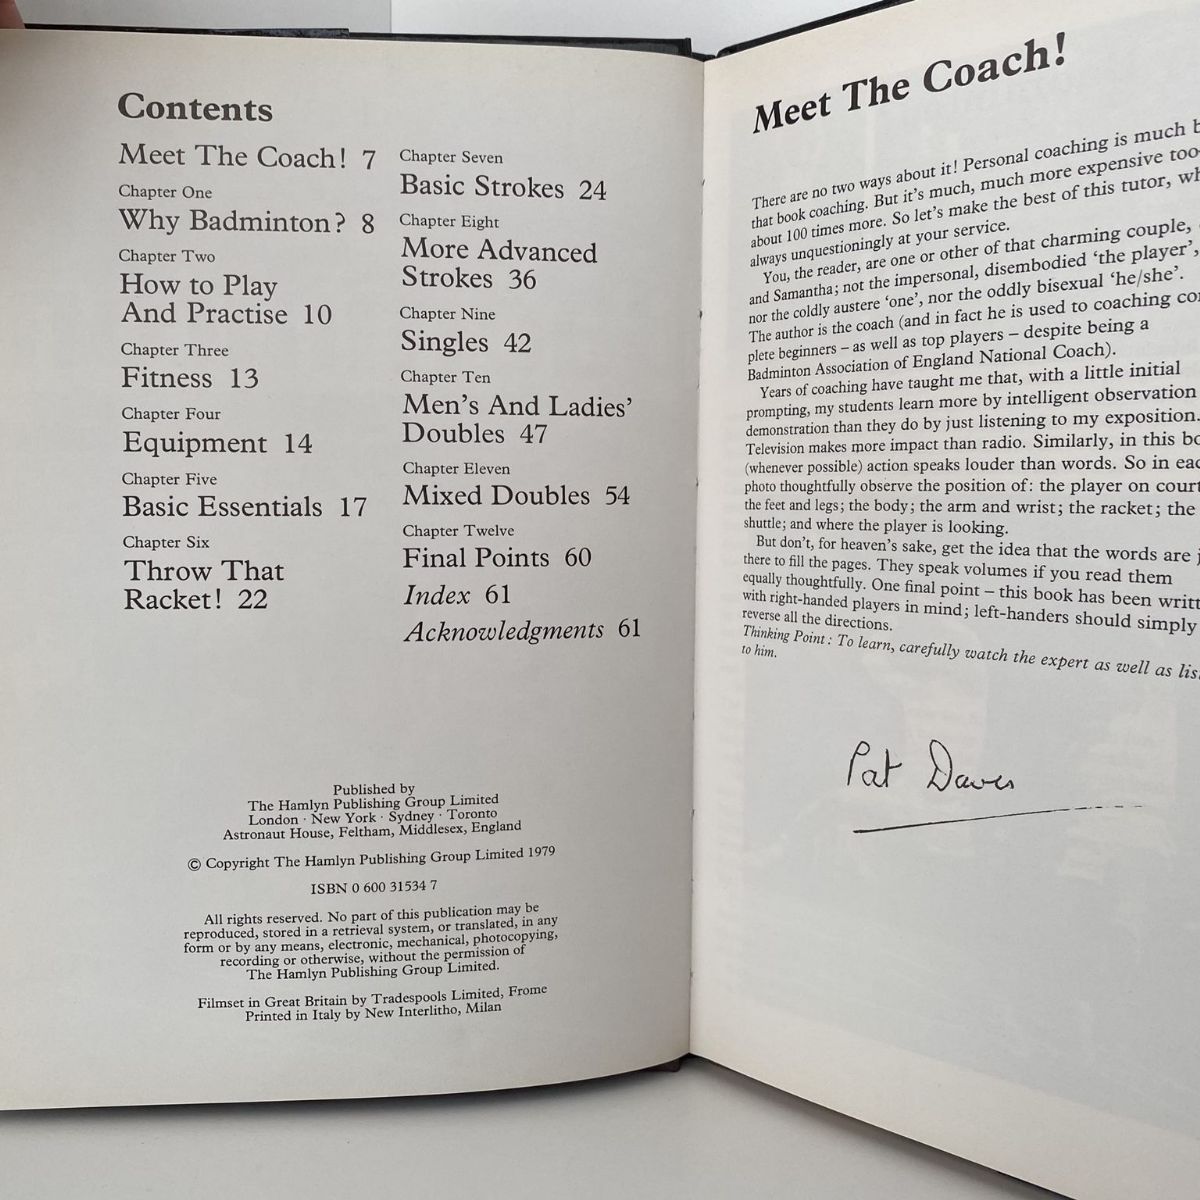 Contents
Meet The Coach! 7
Chapter One
Why Badminton? 8
Chapter Two
How to Play
And Practise 10
Chapter Three
Fitness 13
Chapter Four
Equipment 14
Chapter Five
Basic Essentials 17
Chapter Six
Throw That
Racket! 22
Chapter Seven
Basic Strokes 24
Chapter Eight
More Advanced
Strokes 36
Chapter Nine
Singles 42
Chapter Ten
Men's And Ladies'
Doubles 47
Chapter Eleven
Mixed Doubles 54
Chapter Twelve
Final Points 60
Index 61
Acknowledgments 61
Published by
The Hamlyn Publishing Group Limited
London · New York · Sydney · Toronto
Astronaut House, Feltham, Middlesex, England
© Copyright The Hamlyn Publishing Group Limited 1979
ISBN 0 600 31534 7
All rights reserved. No part of this publication may be
reproduced, stored in a retrieval system, or translated, in any
form or by any means, electronic, mechanical, photocopying,
recording or otherwise, without the permission of
The Hamlyn Publishing Group Limited.
Filmset in Great Britain by Tradespools Limited, Frome
Printed in Italy by New Interlitho, Milan
Meet The Coach!
There are no two ways about it! Personal coaching is much
that book coaching. But it's much, much more expensive too–
about 100 times more. So let's make the best of this tutor,
always unquestioningly at your service.
You, the reader, are one or other of that charming couple,
and Samantha; not the impersonal, disembodied 'the player',
nor the coldly austere 'one', nor the oddly bisexual 'he/she'.
The author is the coach (and in fact he is used to coaching
plete beginners – as well as top players – despite being a
Badminton Association of England National Coach).
Years of coaching have taught me that, with a little initial
prompting, my students learn more by intelligent observation
demonstration than they do by just listening to my exposition.
Television makes more impact than radio. Similarly, in this
(whenever possible) action speaks louder than words. So in
photo thoughtfully observe the position of: the player on court
the feet and legs; the body; the arm and wrist; the racket; the
shuttle; and where the player is looking.
But don't, for heaven's sake, get the idea that the words are
there to fill the pages. They speak volumes if you read them
equally thoughtfully. One final point – this book has been
with right-handed players in mind; left-handers should simply
reverse all the directions.
Thinking Point: To learn, carefully watch the expert as well as
to him.
Pat Davis